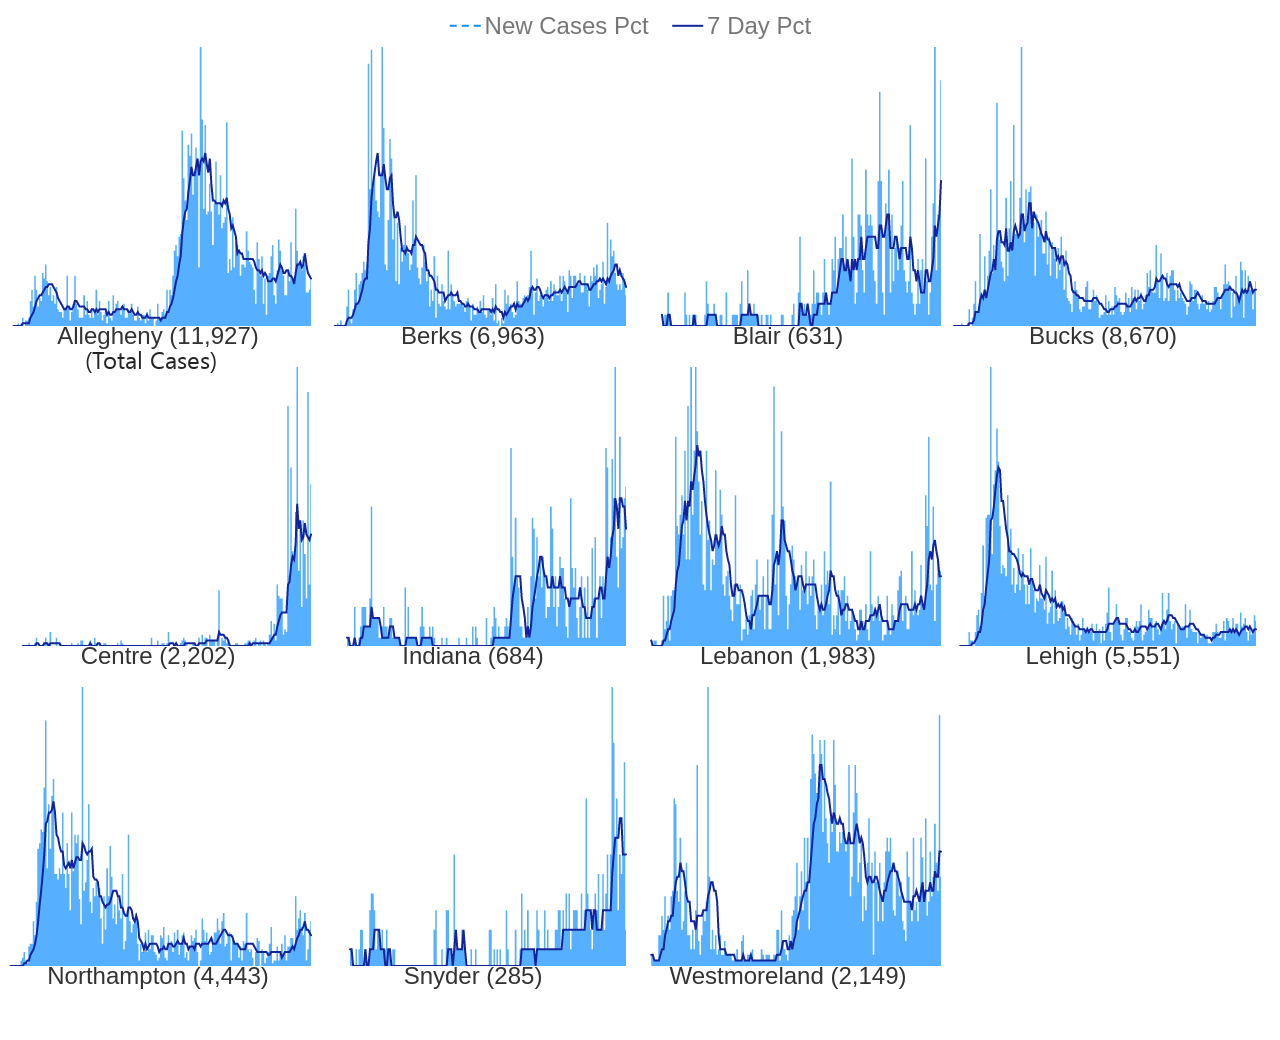 New Cases Pct 7 Day Pct
Allegheny (11,927) Berks (6,963) Blair (631) Bucks (8,670)
(Total Cases)
Centre (2,202) Indiana (684) Lebanon (1,983) Lehigh (5,551)
Northampton (4,443) Snyder (285) Westmoreland (2,149)